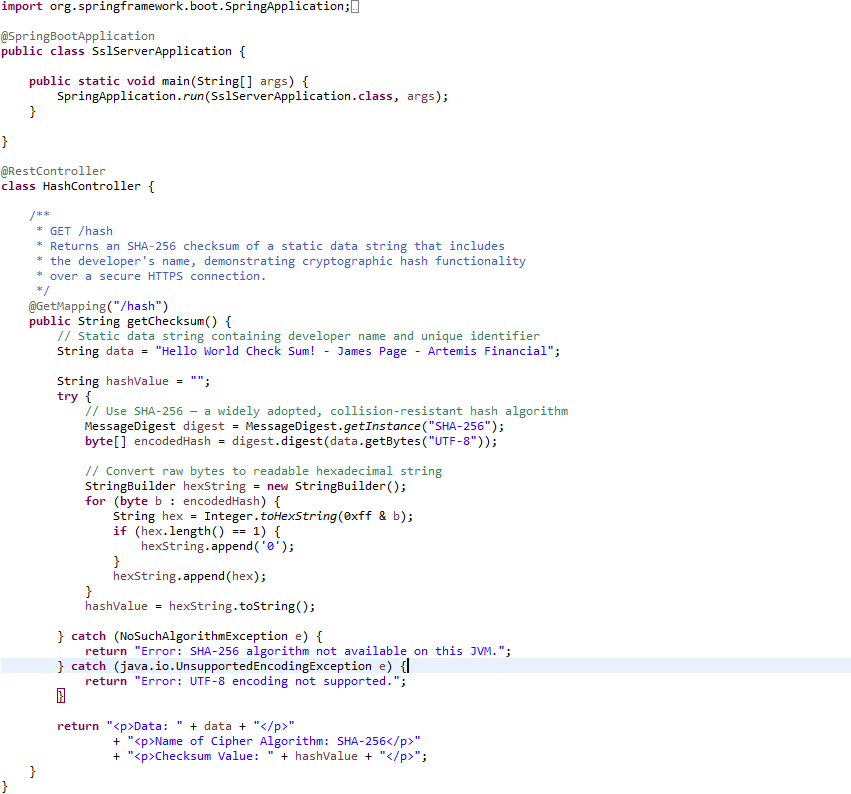 import org.springframework.boot.SpringApplication;

@SpringBootApplication
public class SslServerApplication {

    public static void main(String[] args) {
        SpringApplication.run(SslServerApplication.class, args);
    }

}

@RestController
class HashController {

    /**
     * GET /hash
     * Returns an SHA-256 checksum of a static data string that includes
     * the developer's name, demonstrating cryptographic hash functionality
     * over a secure HTTPS connection.
     */
    @GetMapping("/hash")
    public String getChecksum() {
        // Static data string containing developer name and unique identifier
        String data = "Hello World Check Sum! - James Page - Artemis Financial";

        String hashValue = "";
        try {
            // Use SHA-256 — a widely adopted, collision-resistant hash algorithm
            MessageDigest digest = MessageDigest.getInstance("SHA-256");
            byte[] encodedHash = digest.digest(data.getBytes("UTF-8"));

            // Convert raw bytes to readable hexadecimal string
            StringBuilder hexString = new StringBuilder();
            for (byte b : encodedHash) {
                String hex = Integer.toHexString(0xff & b);
                if (hex.length() == 1) {
                    hexString.append('0');
                }
                hexString.append(hex);
            }
            hashValue = hexString.toString();

        } catch (NoSuchAlgorithmException e) {
            return "Error: SHA-256 algorithm not available on this JVM.";
        } catch (java.io.UnsupportedEncodingException e) {
            return "Error: UTF-8 encoding not supported.";
        }

        return "<p>Data: " + data + "</p>"
                + "<p>Name of Cipher Algorithm: SHA-256</p>"
                + "<p>Checksum Value: " + hashValue + "</p>";
    }
}